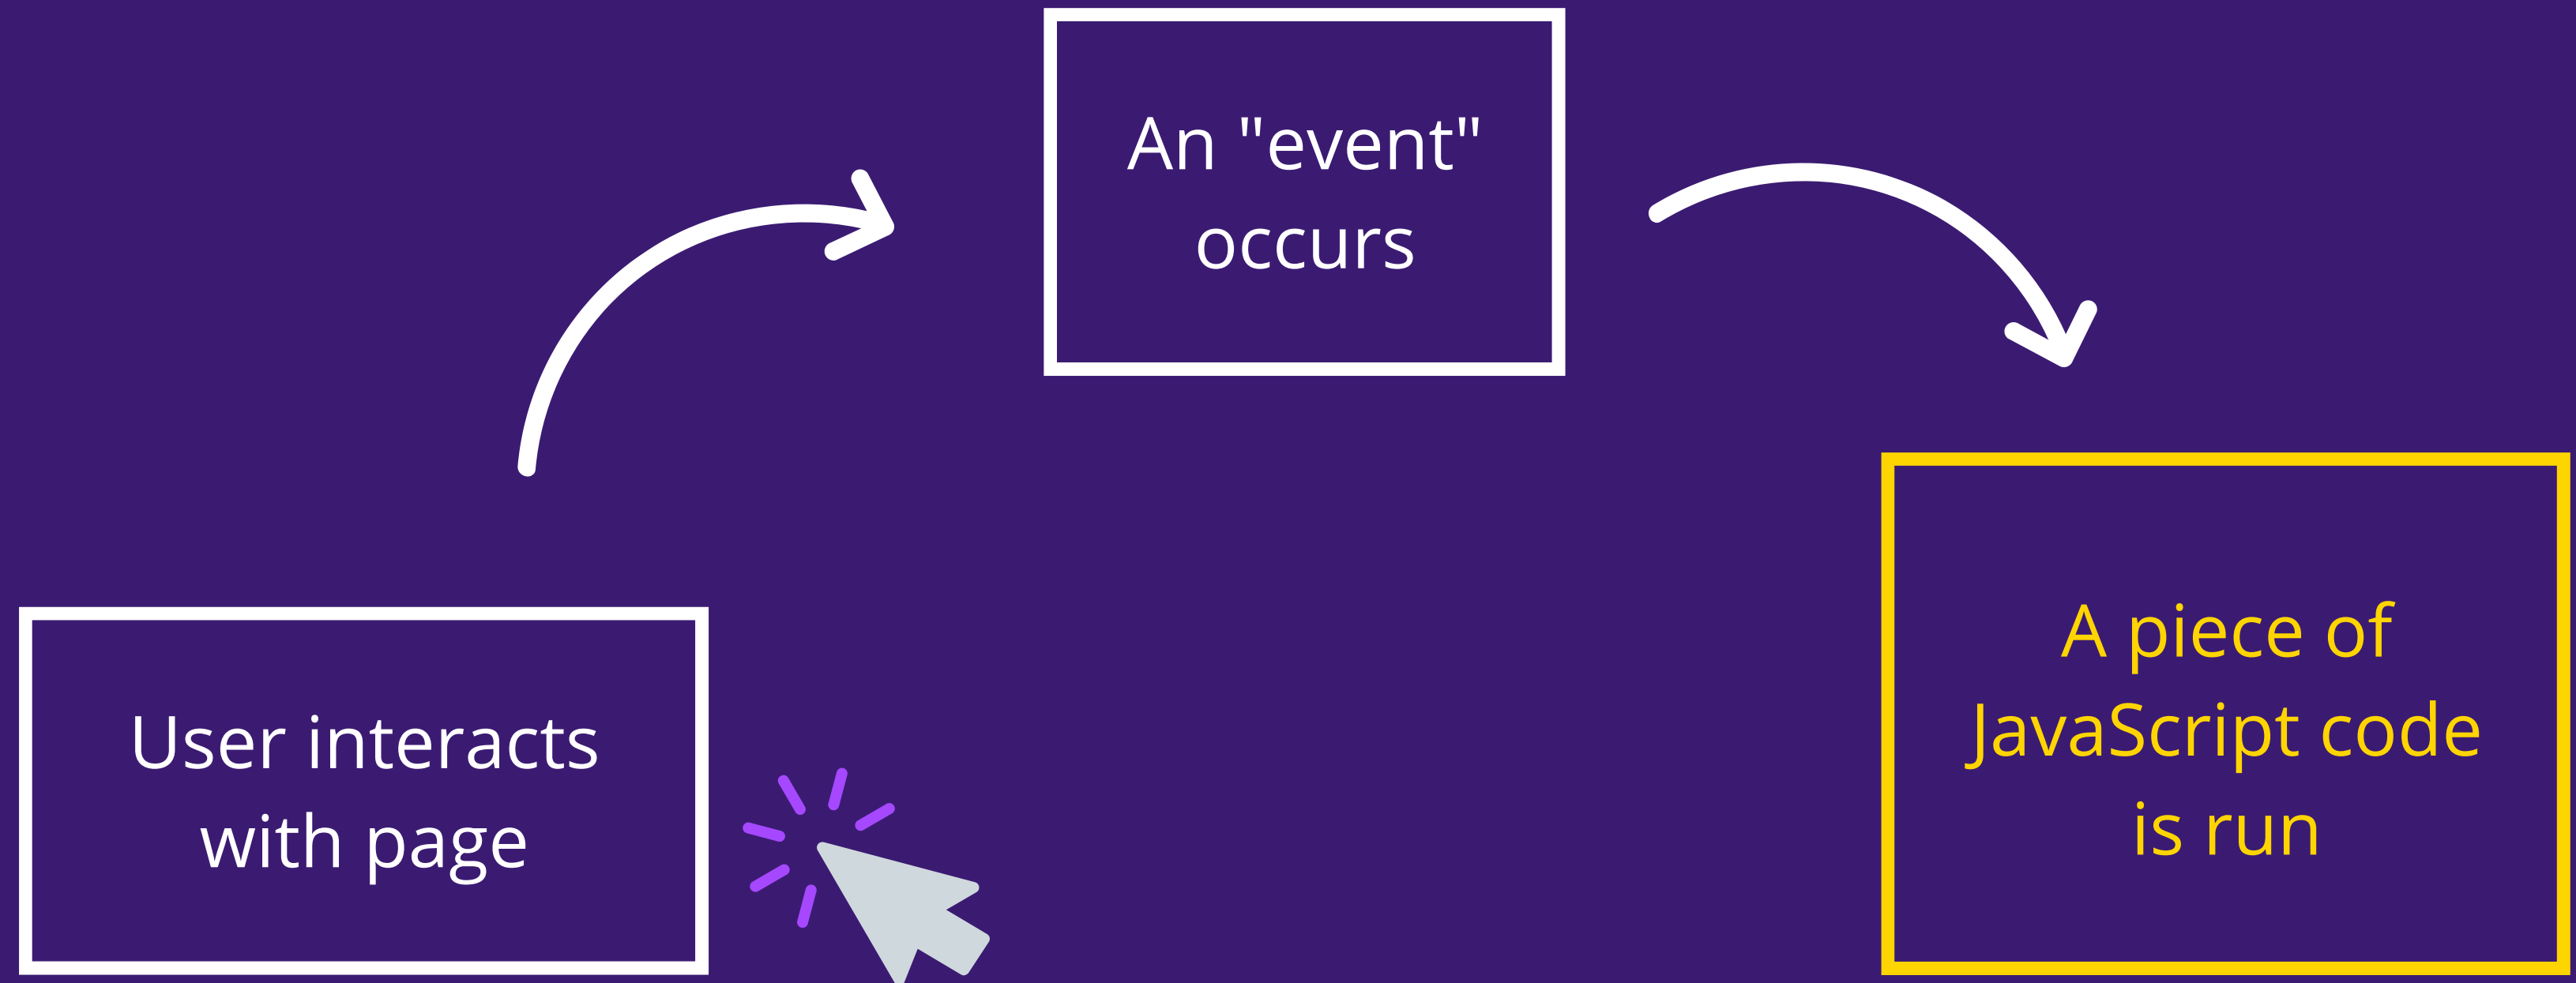 User interacts
with page
An "event"
occurs
A piece of
JavaScript code
is run